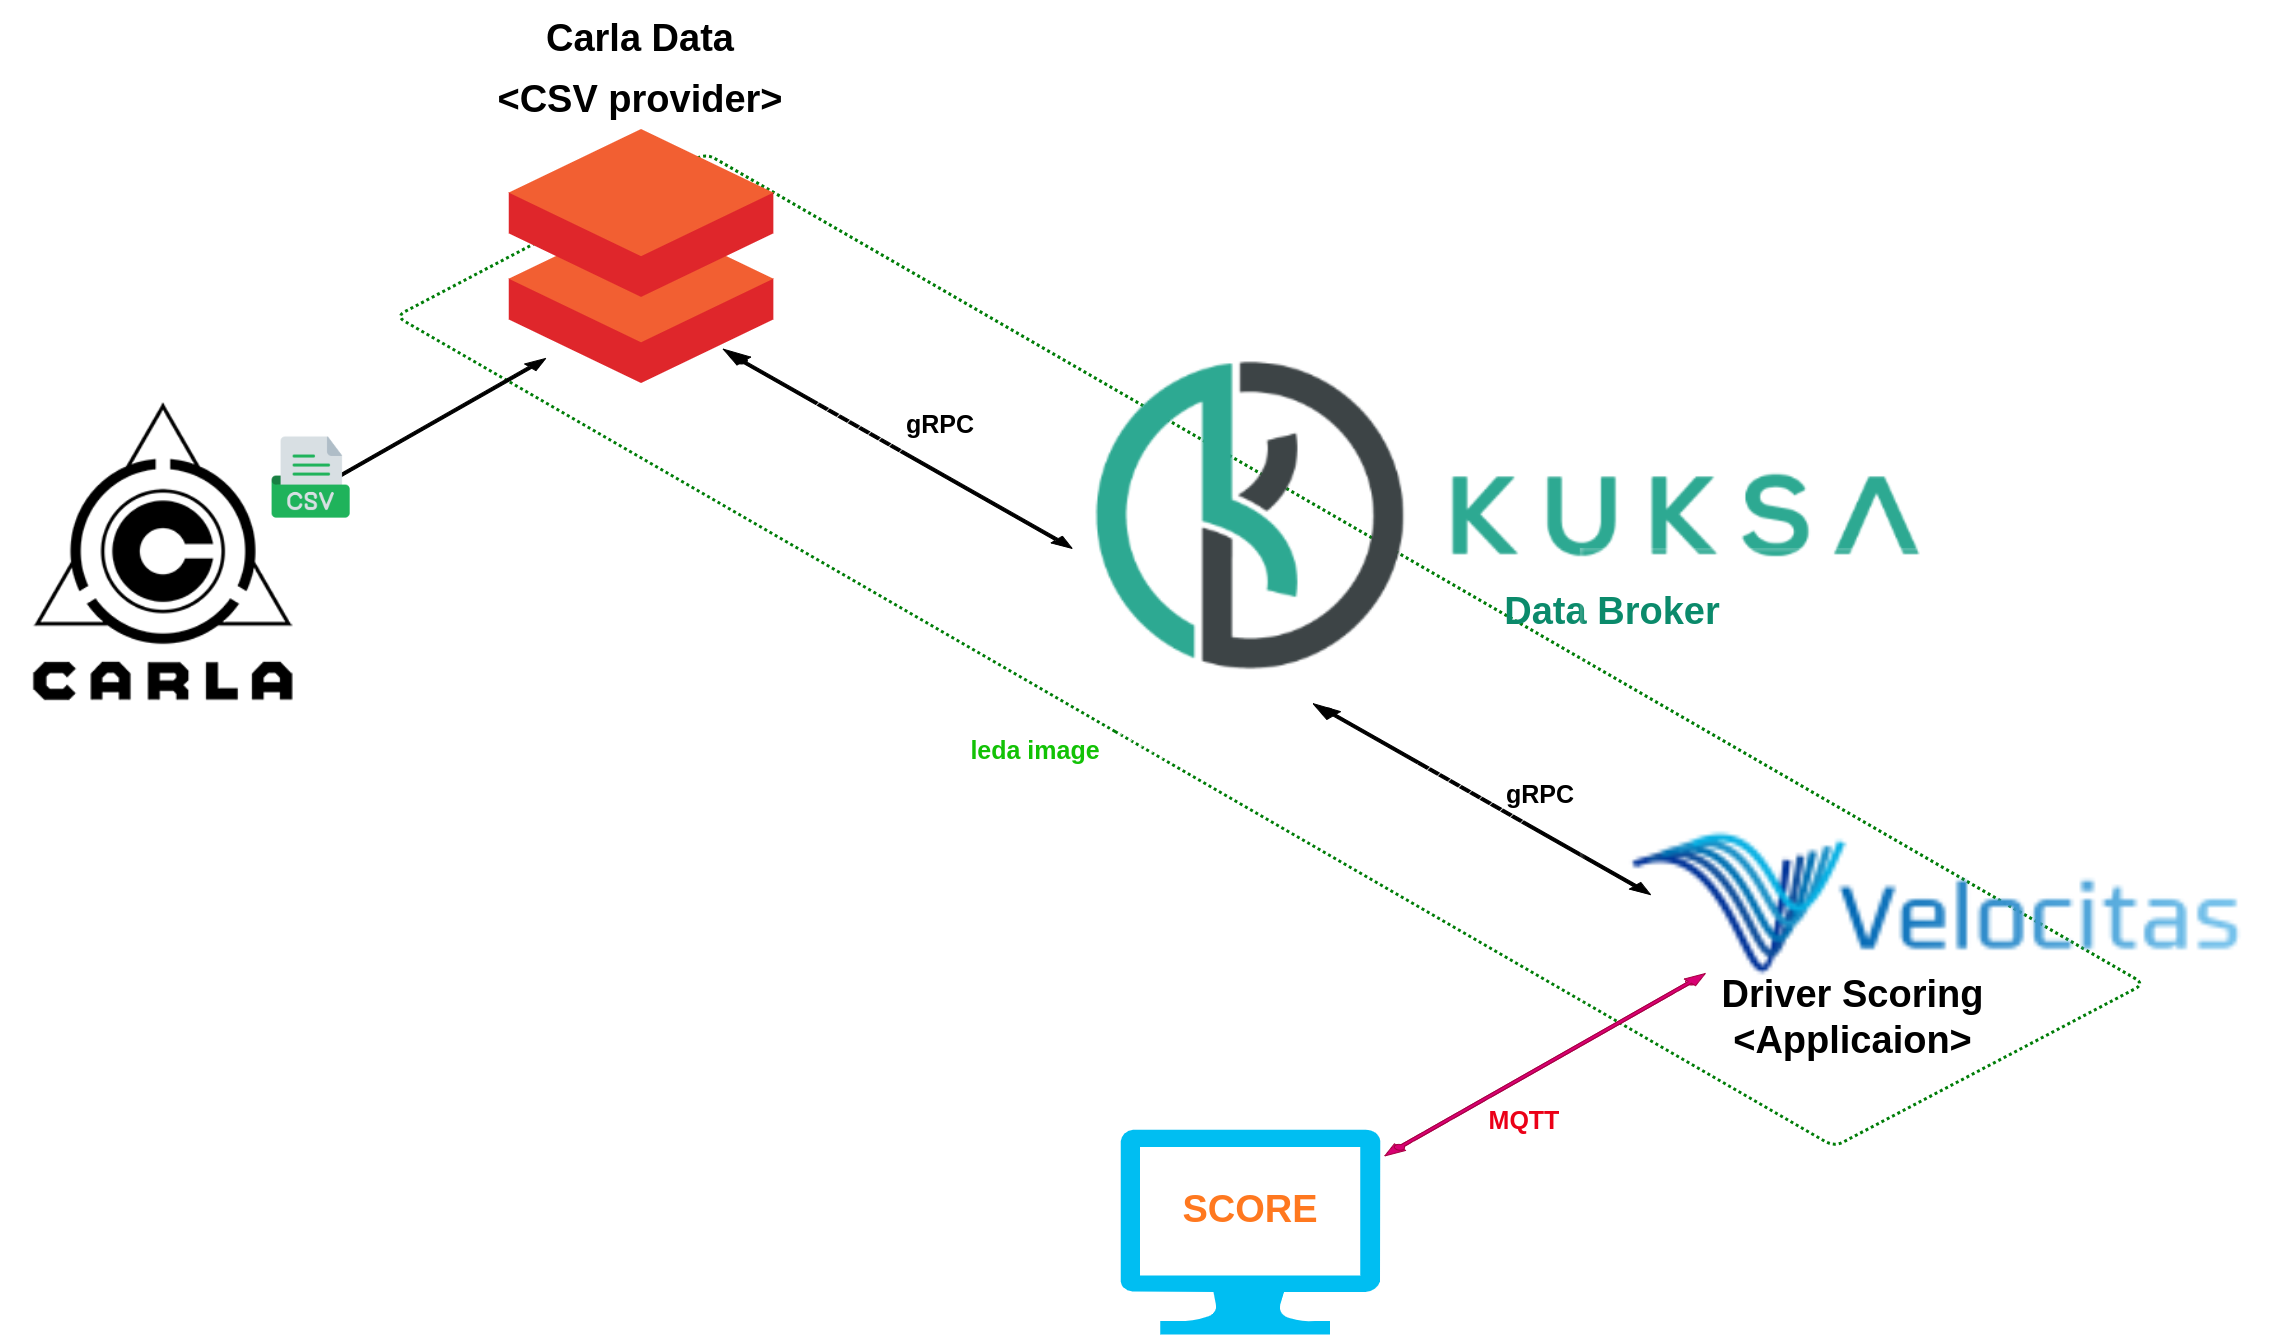 Carla Data
<CSV provider>
gRPC
CSV
CARLA
KUKSA
Data Broker
leda image
gRPC
Velocitas
Driver Scoring
<Applicaion>
MQTT
SCORE